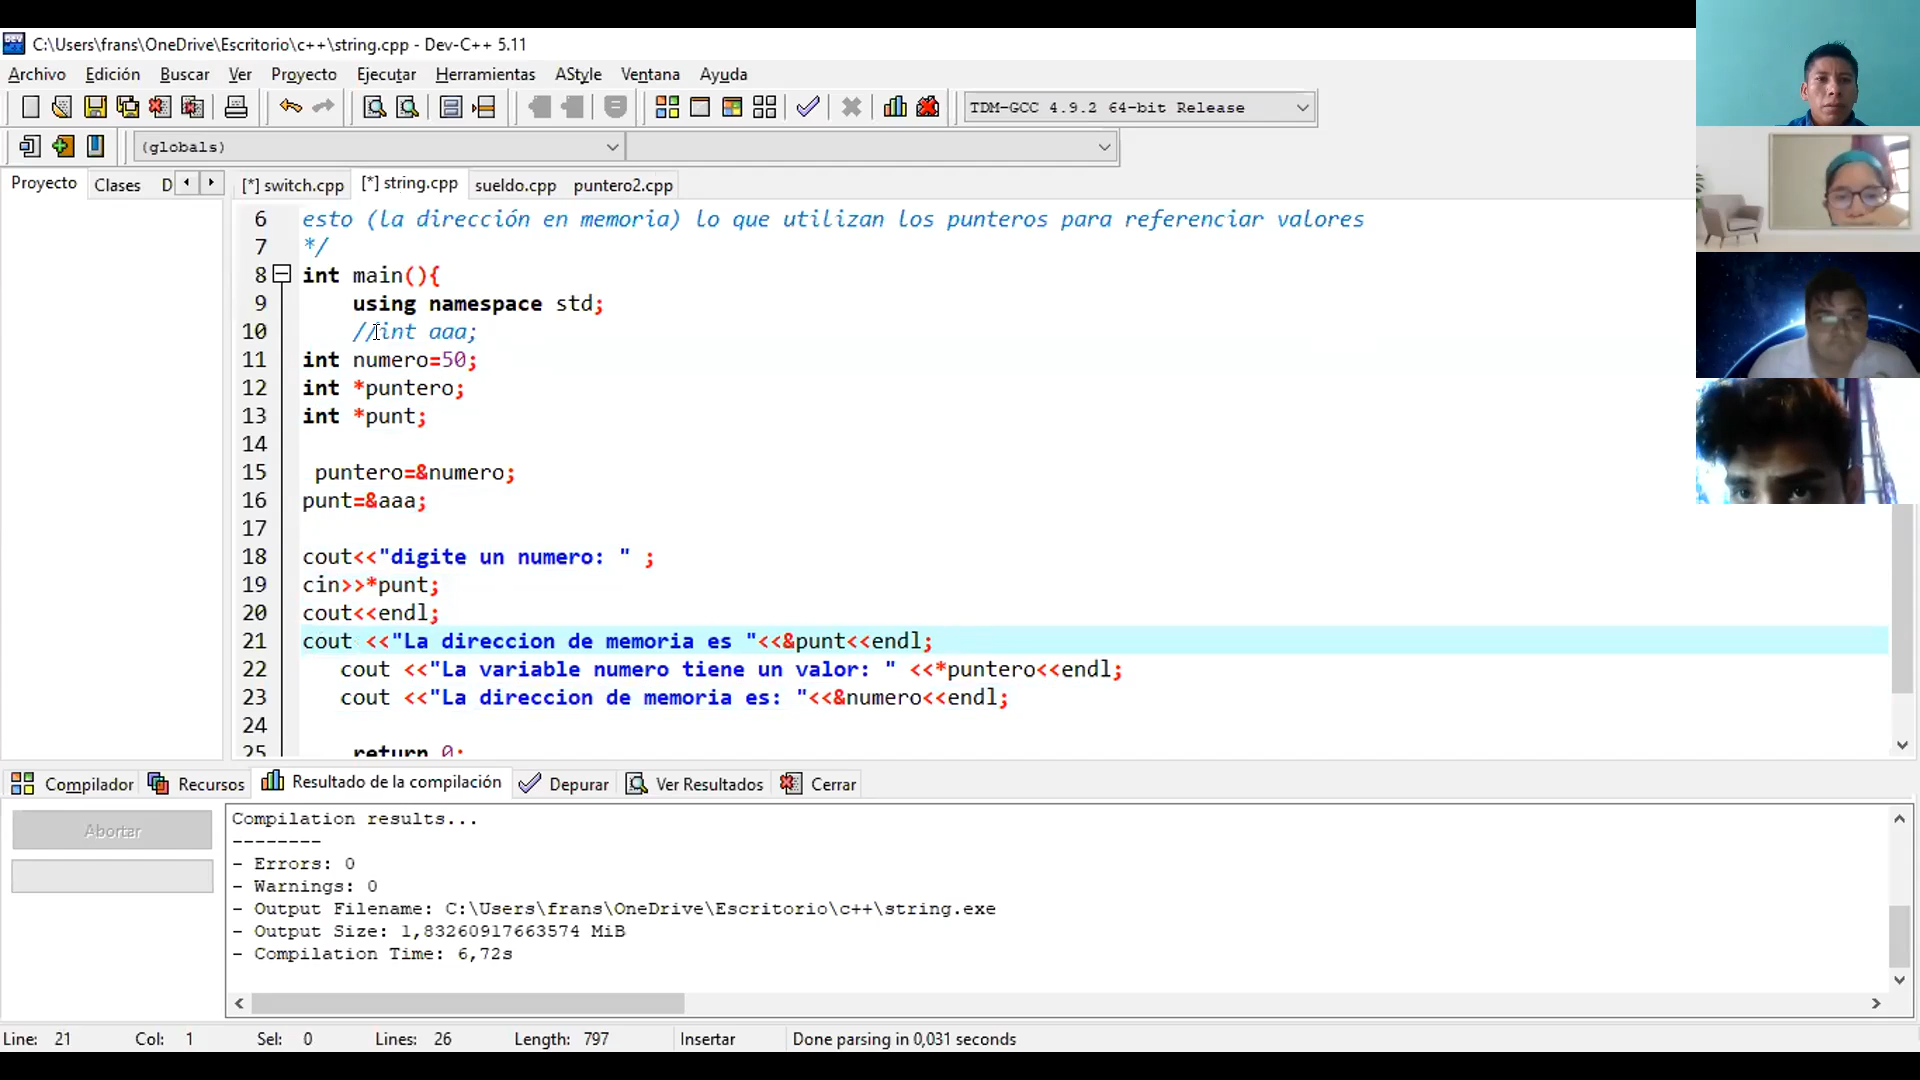 C:\Users\frans\OneDrive\Escritorio\c++\string.cpp - Dev-C++ 5.11
Archivo Edición Buscar Ver Proyecto Ejecutar Herramientas AStyle Ventana Ayuda
TDM-GCC 4.9.2 64-bit Release
(globals)
Proyecto Clases D [*] switch.cpp [*] string.cpp sueldo.cpp puntero2.cpp
6 esto (la dirección en memoria) lo que utilizan los punteros para referenciar valores
7 */
8 int main(){
9 using namespace std;
10 //int aaa;
11 int numero=50;
12 int *puntero;
13 int *punt;
14
15 puntero=&numero;
16 punt=&aaa;
17
18 cout<<"digite un numero: " ;
19 cin>>*punt;
20 cout<<endl;
21 cout <<"La direccion de memoria es "<<&punt<<endl;
22 cout <<"La variable numero tiene un valor: " <<*puntero<<endl;
23 cout <<"La direccion de memoria es: "<<&numero<<endl;
24
25 return 0;
Compilador Recursos Resultado de la compilación Depurar Ver Resultados Cerrar
Abortar
Compilation results...
--------
- Errors: 0
- Warnings: 0
- Output Filename: C:\Users\frans\OneDrive\Escritorio\c++\string.exe
- Output Size: 1,83260917663574 MiB
- Compilation Time: 6,72s
Line: 21 Col: 1 Sel: 0 Lines: 26 Length: 797 Insertar Done parsing in 0,031 seconds